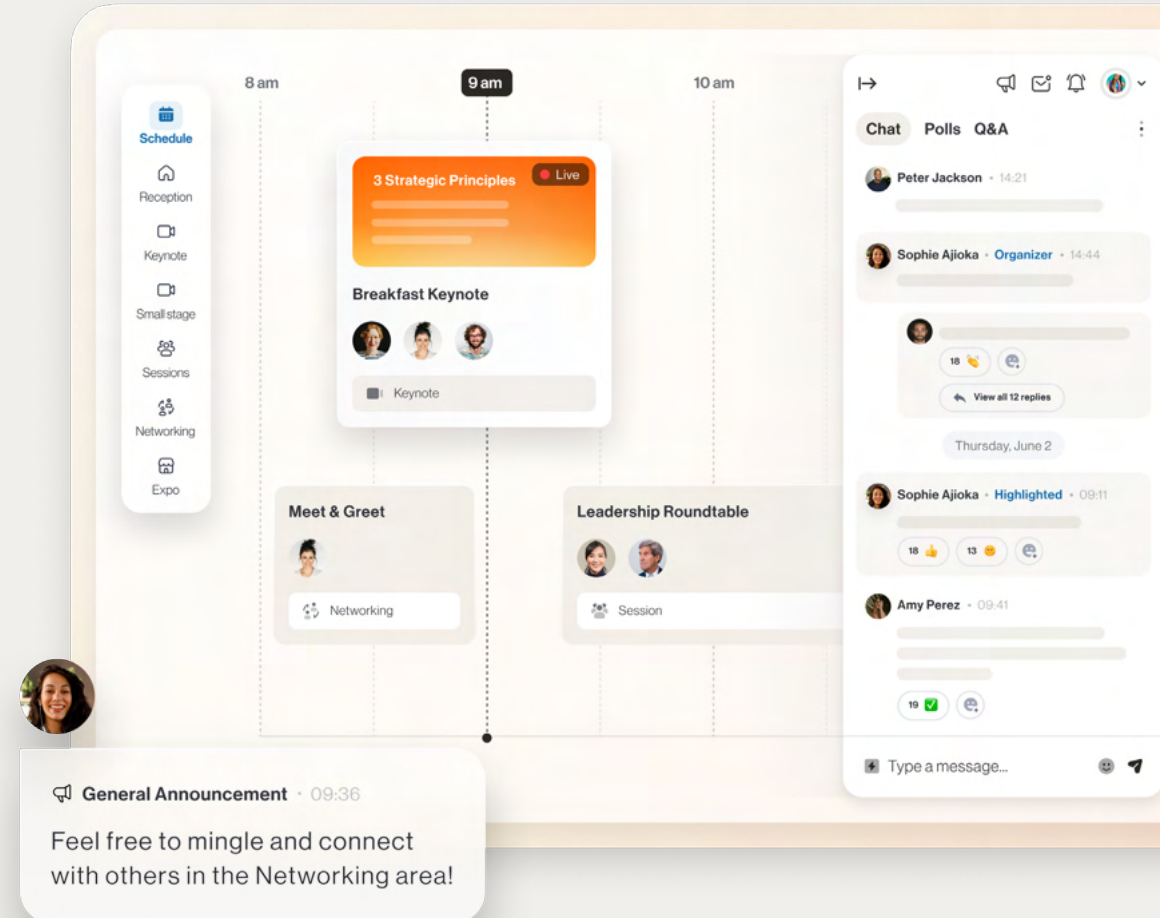 8 am
9 am
10 am
Schedule
Reception
Keynote
Small stage
Sessions
Networking
Expo
3 Strategic Principles
Live
Breakfast Keynote
Keynote
Meet & Greet
Networking
Leadership Roundtable
Session
Chat Polls Q&A
Peter Jackson • 14:21
Sophie Ajioka • Organizer • 14:44
18 👏
View all 12 replies
Thursday, June 2
Sophie Ajioka • Highlighted • 09:11
18 👍 13 🤗
Amy Perez • 09:41
19 ✅
Type a message...
General Announcement • 09:36
Feel free to mingle and connect
with others in the Networking area!